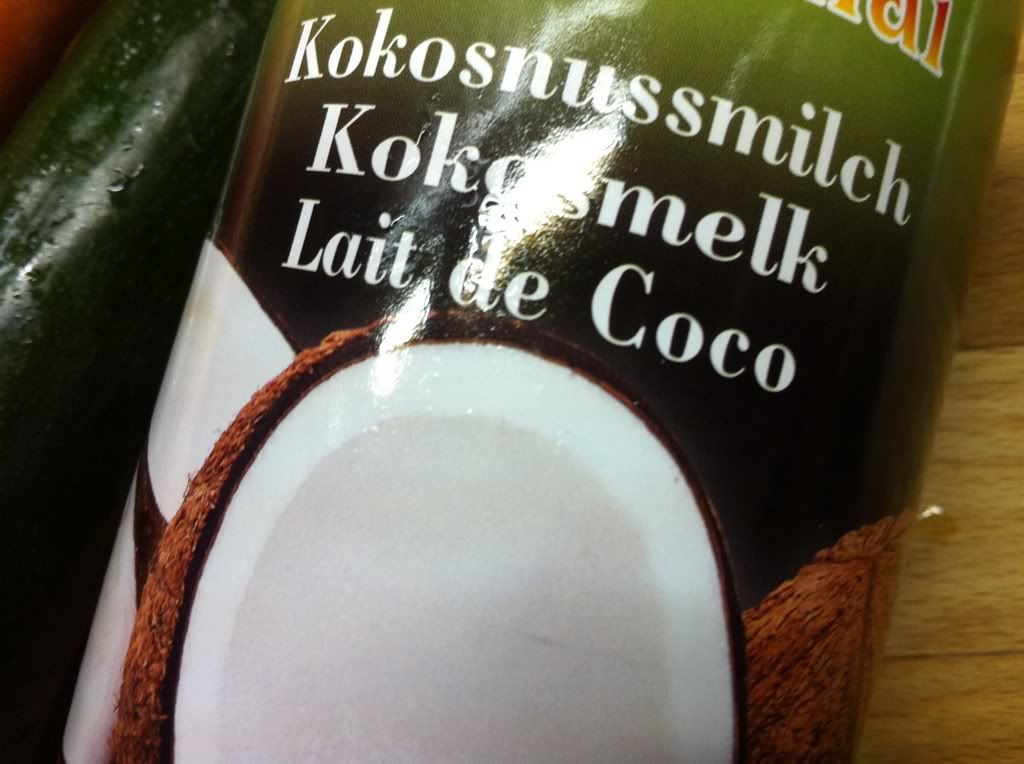 Kokosnussmilch
Kokosmelk
Lait de Coco